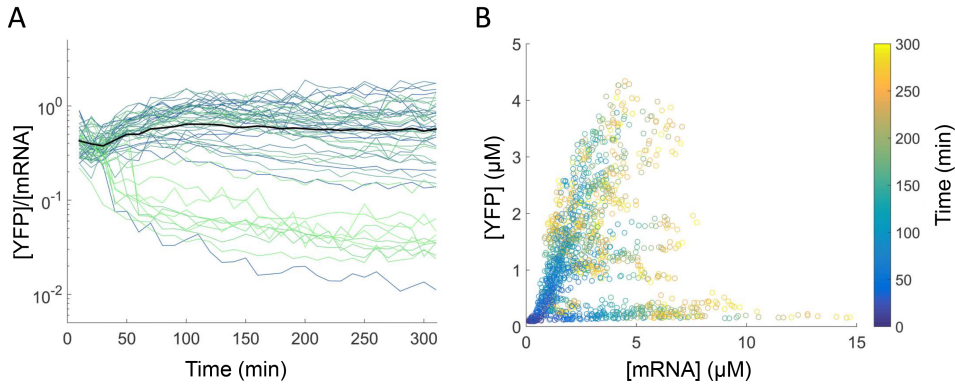 A
[YFP]/[mRNA]
10⁰
10⁻¹
10⁻²
0 50 100 150 200 250 300
Time (min)
B
[YFP] (µM)
5
4
3
2
1
0
0 5 10 15
[mRNA] (µM)
300
250
200
150
100
50
0
Time (min)